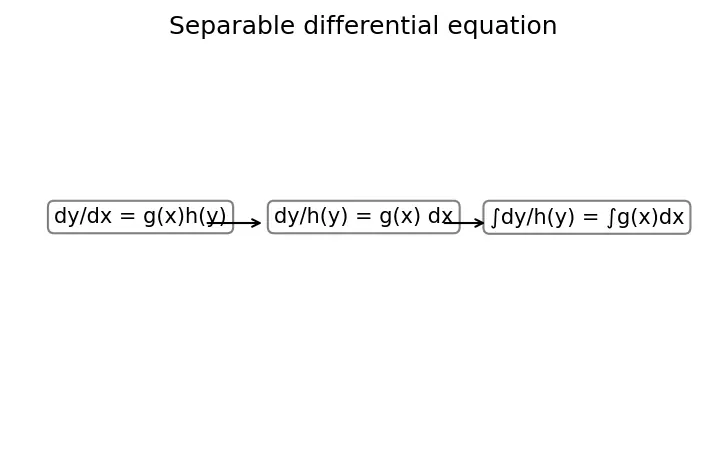 Separable differential equation
dy/dx = g(x)h(y)
dy/h(y) = g(x) dx
∫dy/h(y) = ∫g(x)dx